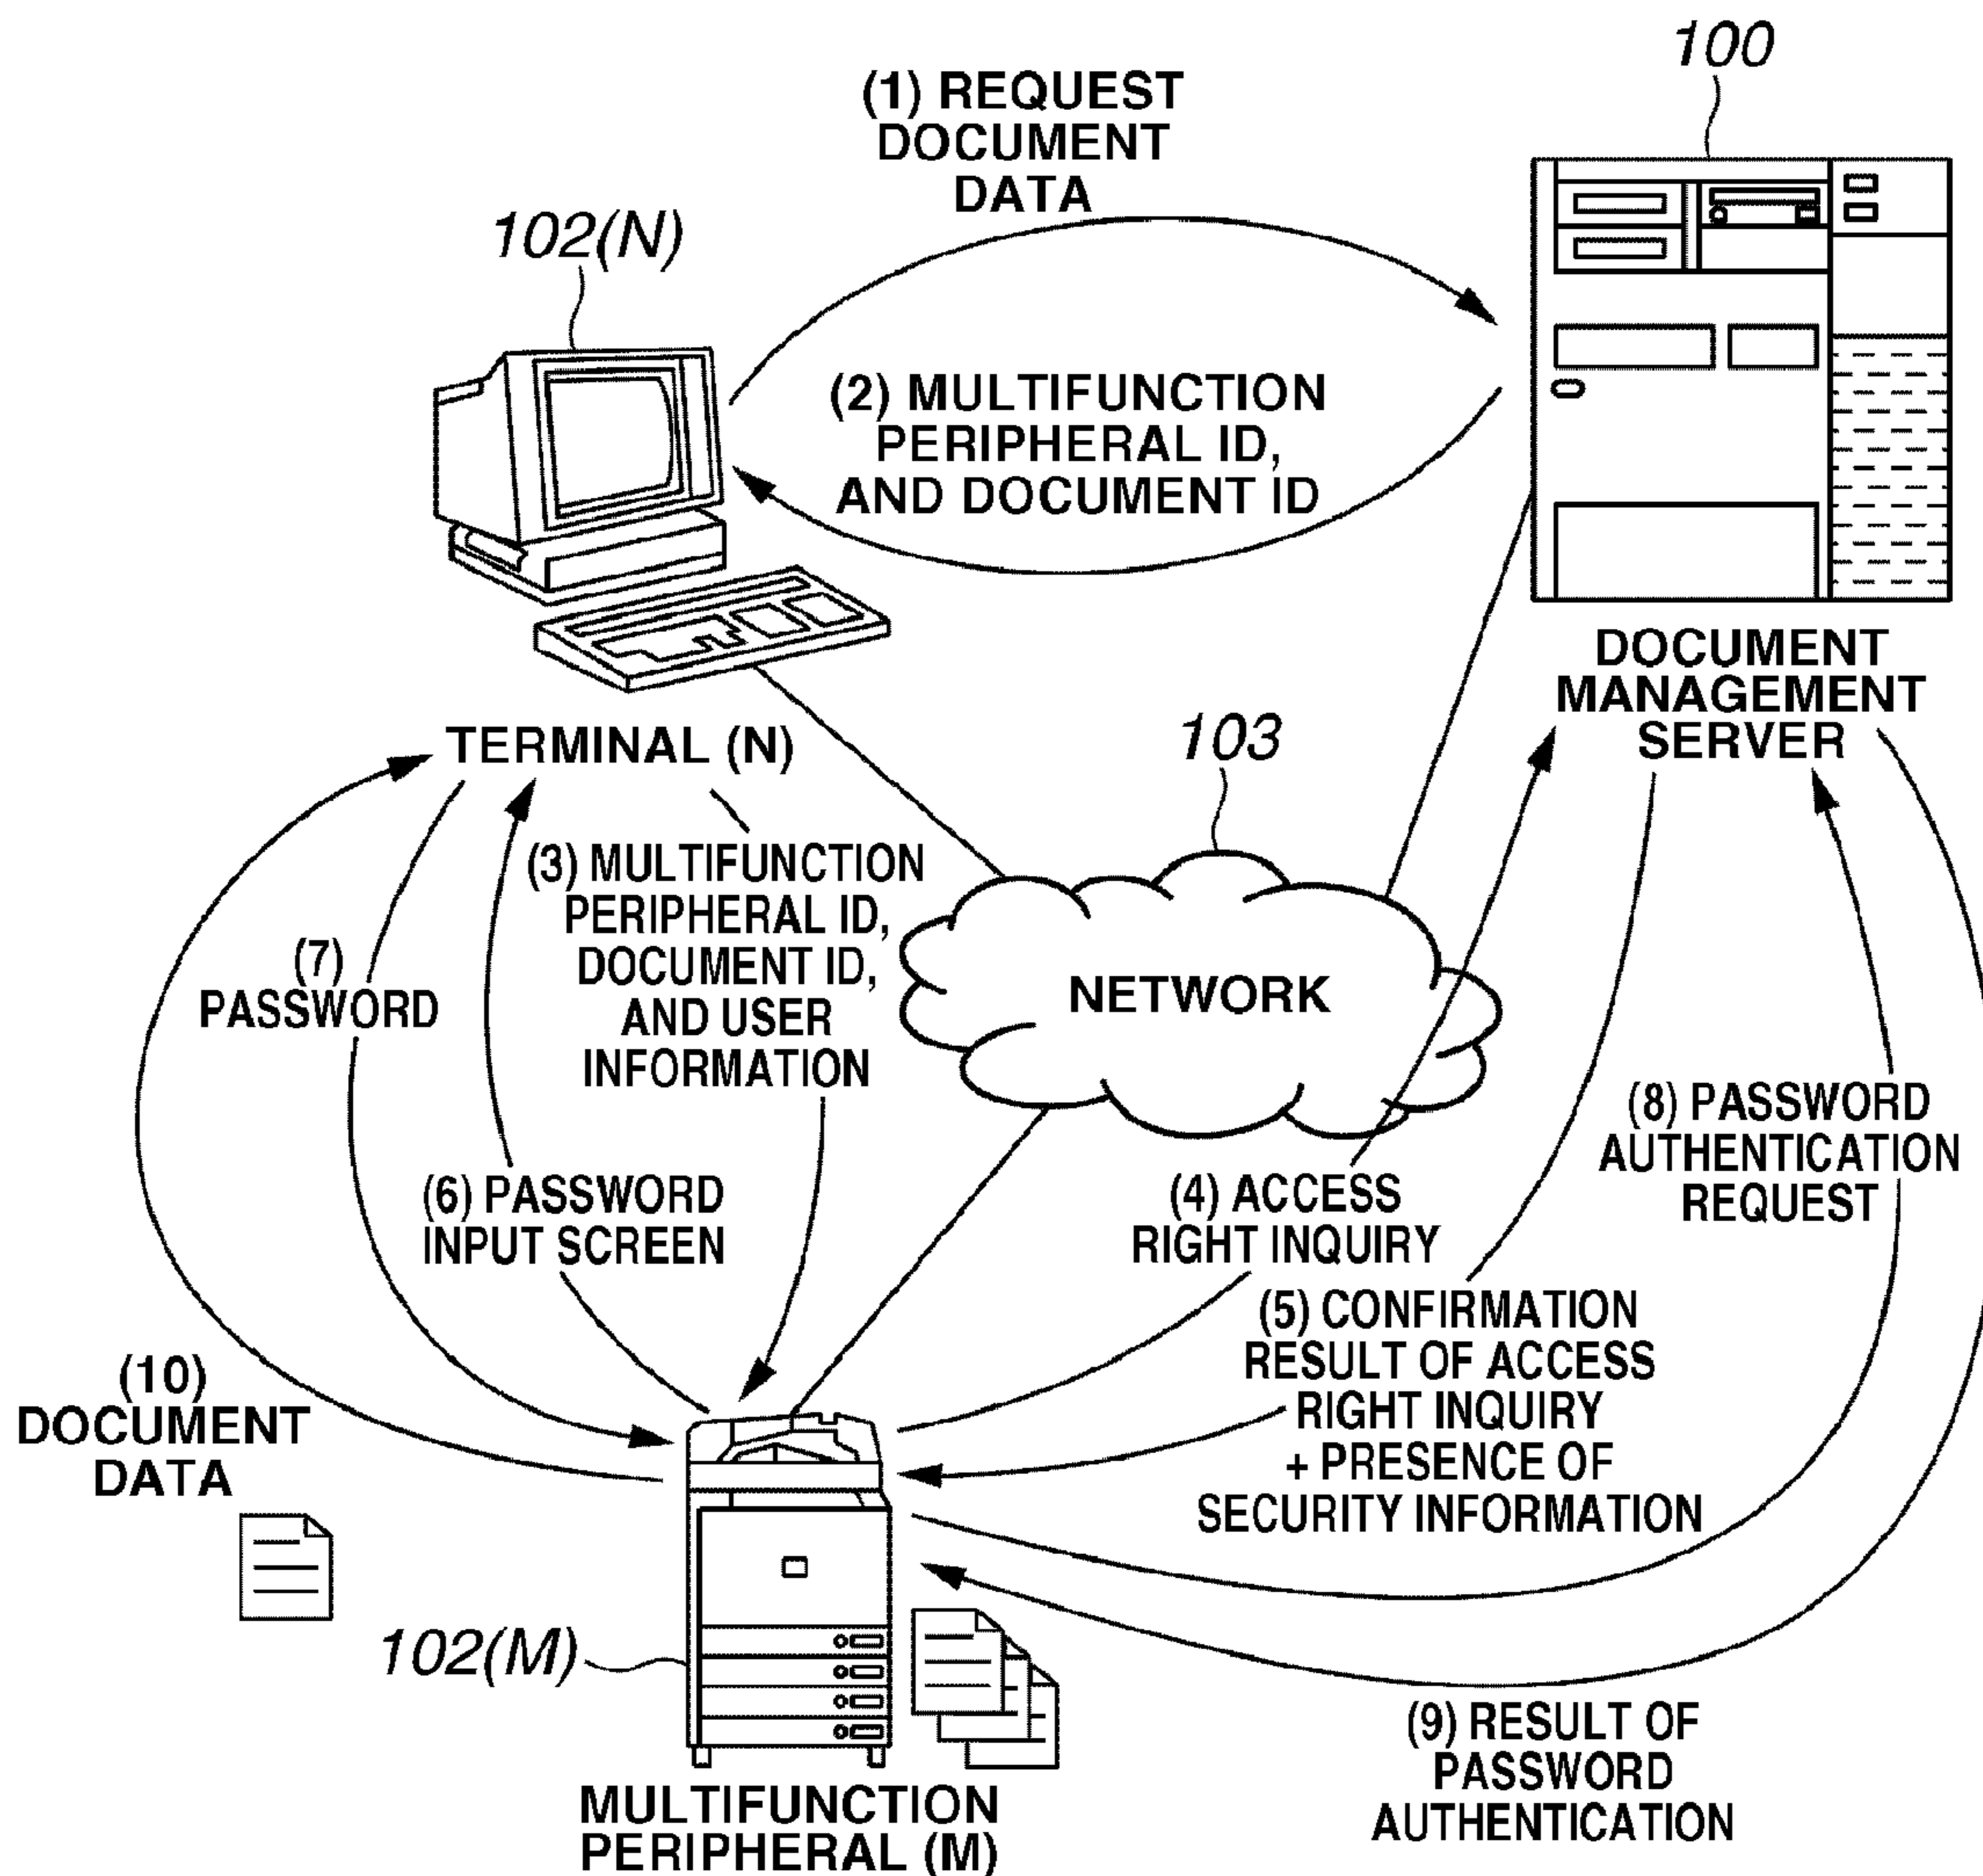 100
(1) REQUEST
DOCUMENT
DATA
102(N)
(2) MULTIFUNCTION
PERIPHERAL ID,
AND DOCUMENT ID
DOCUMENT
MANAGEMENT
SERVER
TERMINAL (N)
103
(3) MULTIFUNCTION
PERIPHERAL ID,
DOCUMENT ID,
AND USER
INFORMATION
(7)
PASSWORD
NETWORK
(8) PASSWORD
AUTHENTICATION
REQUEST
(6) PASSWORD
INPUT SCREEN
(4) ACCESS
RIGHT INQUIRY
(5) CONFIRMATION
RESULT OF ACCESS
RIGHT INQUIRY
+ PRESENCE OF
SECURITY INFORMATION
(10)
DOCUMENT
DATA
102(M)
(9) RESULT OF
PASSWORD
AUTHENTICATION
MULTIFUNCTION
PERIPHERAL (M)